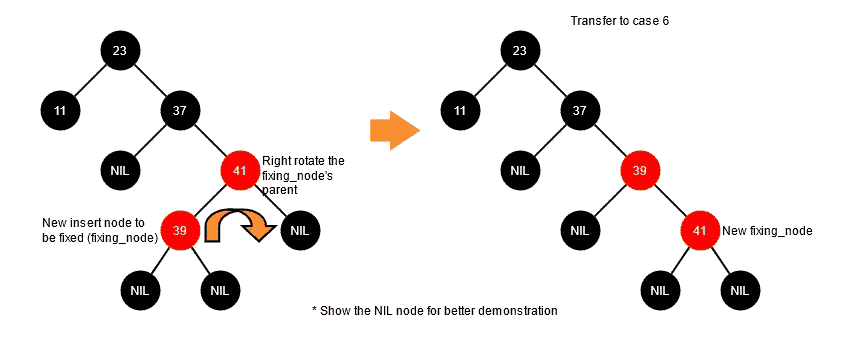 Transfer to case 6
23
23
11
37
11
37
NIL
41
Right rotate the
fixing_node's
parent
NIL
39
New insert node to
be fixed (fixing_node)
39
NIL
NIL
41
New fixing_node
NIL
NIL
NIL
NIL
* Show the NIL node for better demonstration